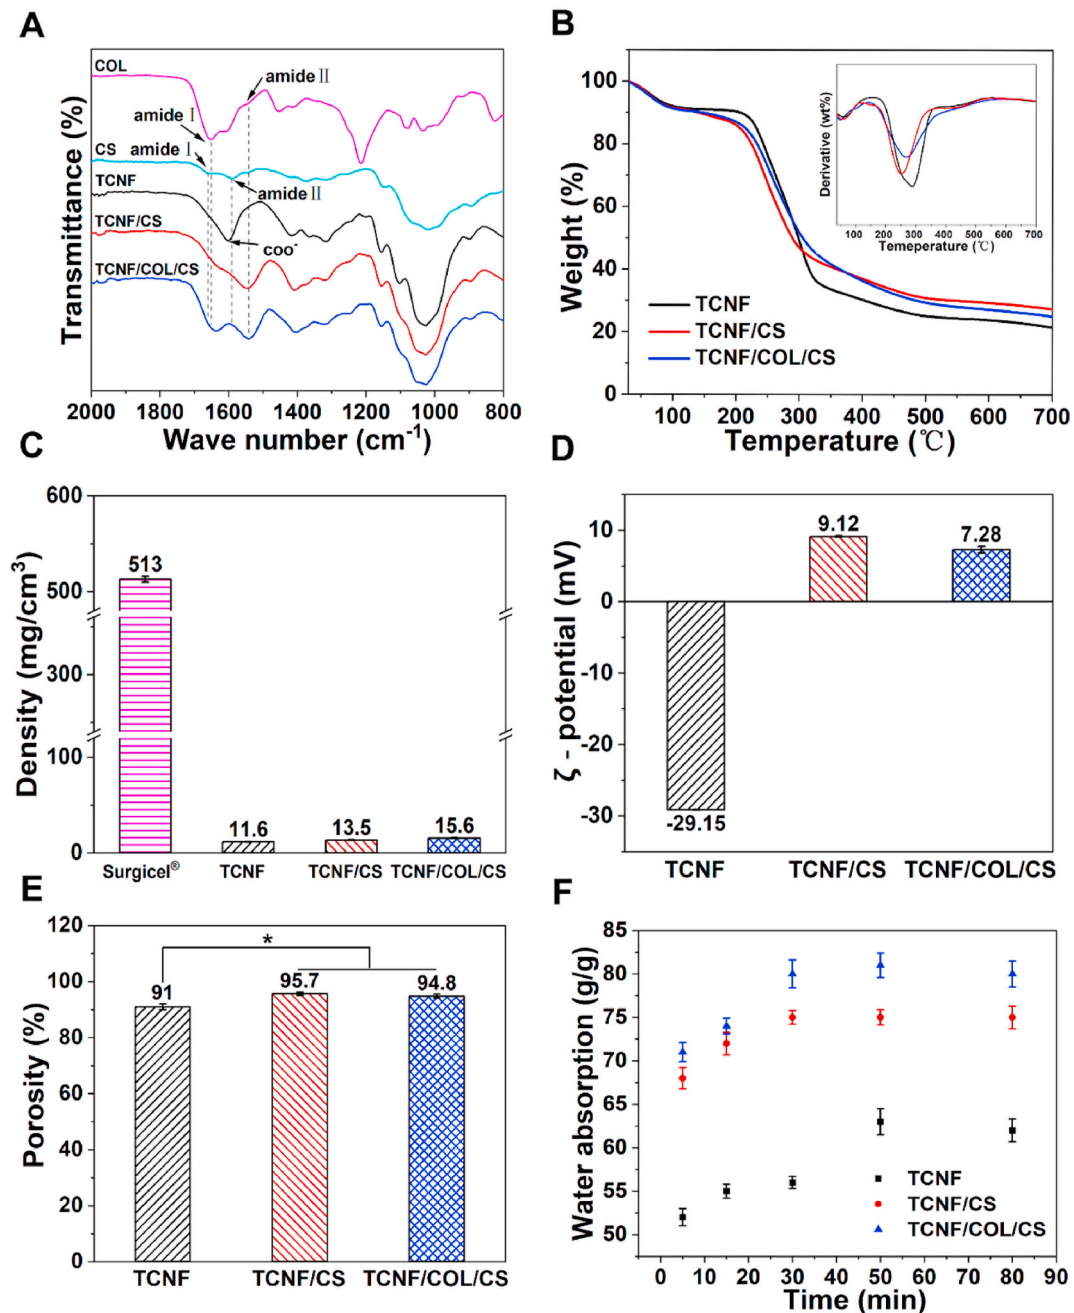 A
Transmittance (%)
COL
amide Ⅱ
amide Ⅰ
CS
amide Ⅰ
TCNF
amide Ⅱ
TCNF/CS
coo⁻
TCNF/COL/CS
2000 1800 1600 1400 1200 1000 800
Wave number (cm⁻¹)
B
Weight (%)
100
80
60
40
20
0
TCNF
TCNF/CS
TCNF/COL/CS
Derivative (wt%)
100 200 300 400 500 600 700
Temeperature (℃)
100 200 300 400 500 600 700
Temperature (℃)
C
Density (mg/cm³)
600
500
300
100
0
513
11.6
13.5
15.6
Surgicel® TCNF TCNF/CS TCNF/COL/CS
D
ζ - potential (mV)
10
0
-10
-20
-30
9.12
7.28
-29.15
TCNF TCNF/CS TCNF/COL/CS
E
Porosity (%)
120
100
80
60
40
20
0
*
91
95.7
94.8
TCNF TCNF/CS TCNF/COL/CS
F
Water absorption (g/g)
85
80
75
70
65
60
55
50
TCNF
TCNF/CS
TCNF/COL/CS
0 10 20 30 40 50 60 70 80 90
Time (min)